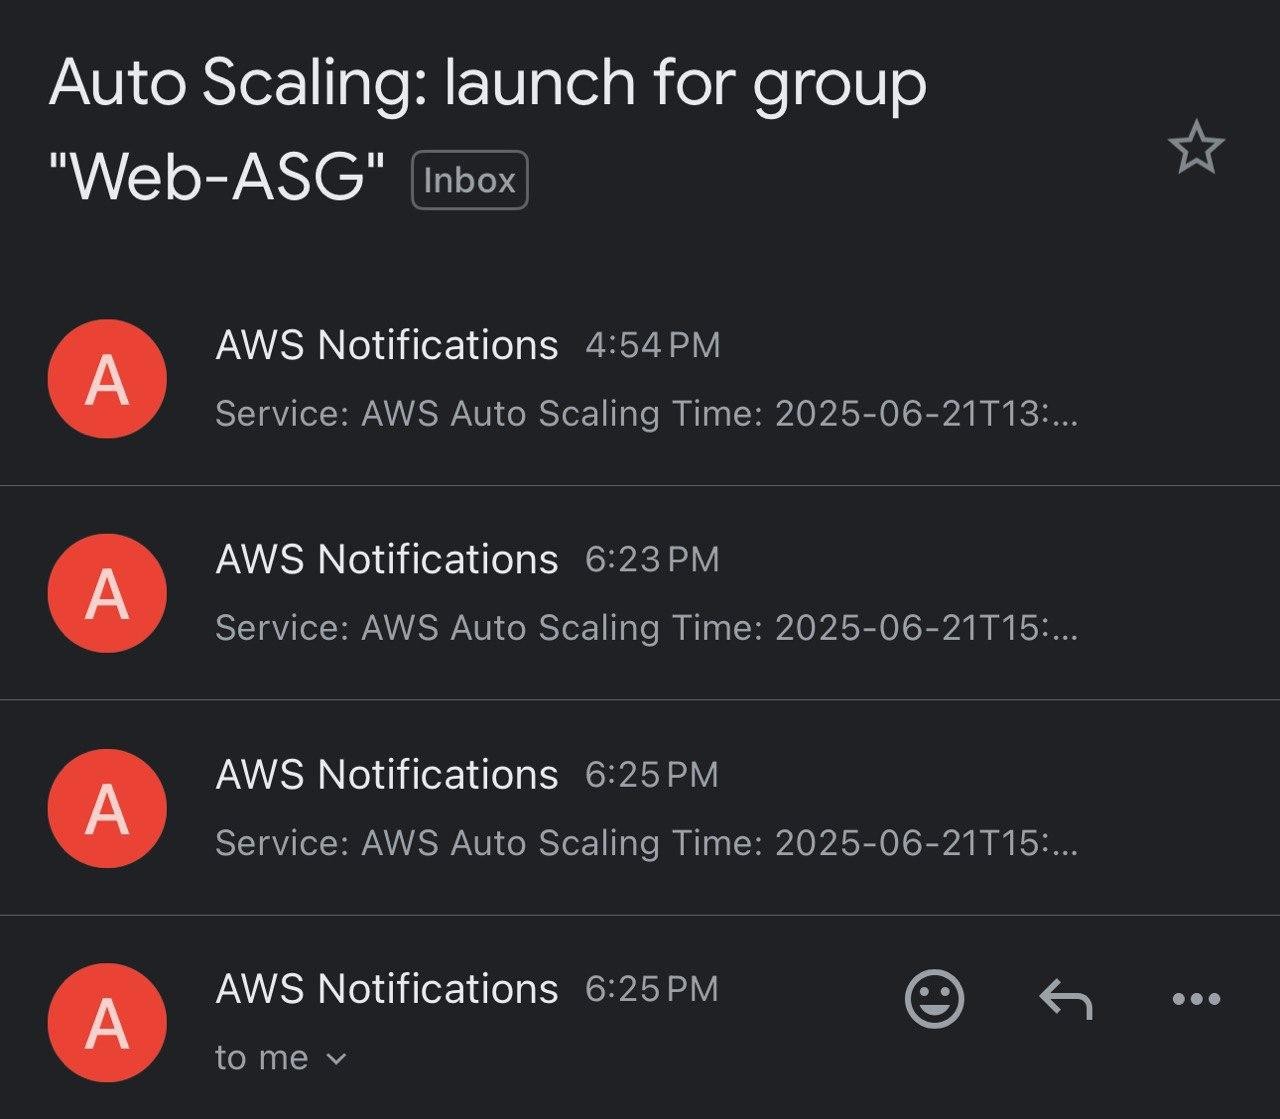 Auto Scaling: launch for group
"Web-ASG" Inbox
A
AWS Notifications 4:54 PM
Service: AWS Auto Scaling Time: 2025-06-21T13:...
A
AWS Notifications 6:23 PM
Service: AWS Auto Scaling Time: 2025-06-21T15:...
A
AWS Notifications 6:25 PM
Service: AWS Auto Scaling Time: 2025-06-21T15:...
A
AWS Notifications 6:25 PM
to me